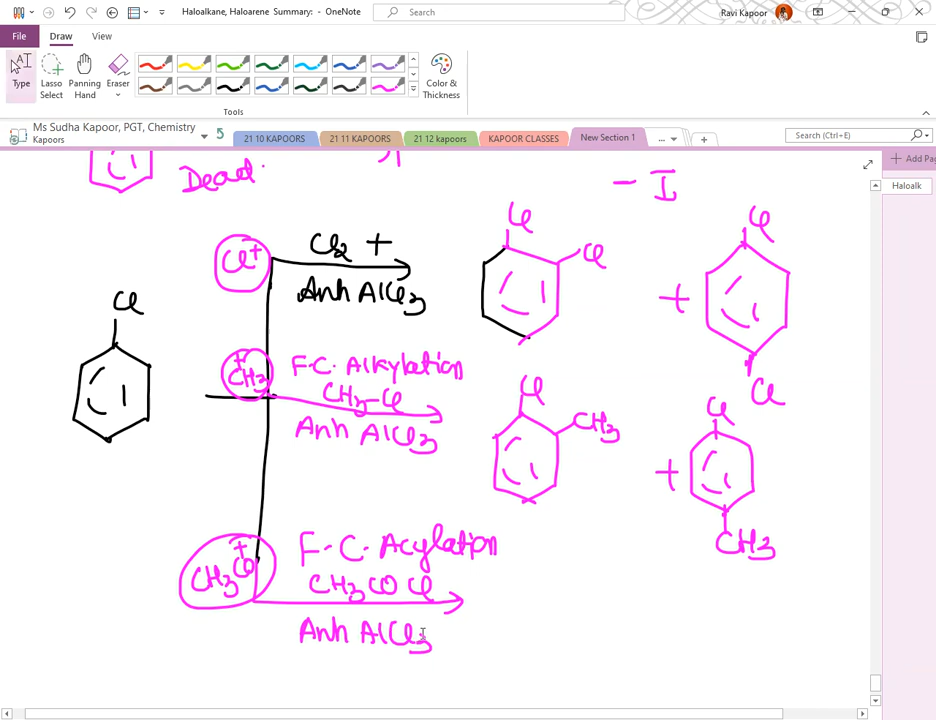 Haloalkane, Haloarene Summary: - OneNote
Search
Ravi Kapoor
File
Draw
View
Type
Lasso Select
Panning Hand
Eraser
Color & Thickness
Tools
Ms Sudha Kapoor, PGT, Chemistry
Kapoors
21 10 KAPOORS
21 11 KAPOORS
21 12 kapoors
KAPOOR CLASSES
New Section 1
...
Search (Ctrl+E)
Add Pag
Haloalk
Dead
- I
Cl+
Cl2 +
Anh AlCl3
Cl
Cl
Cl
+
Cl
Cl
+
CH3
F.C. Alkylation
CH3-Cl
Anh AlCl3
Cl
CH3
+
Cl
CH3
+
CH3CO
F.C. Acylation
CH3COCl
Anh AlCl3